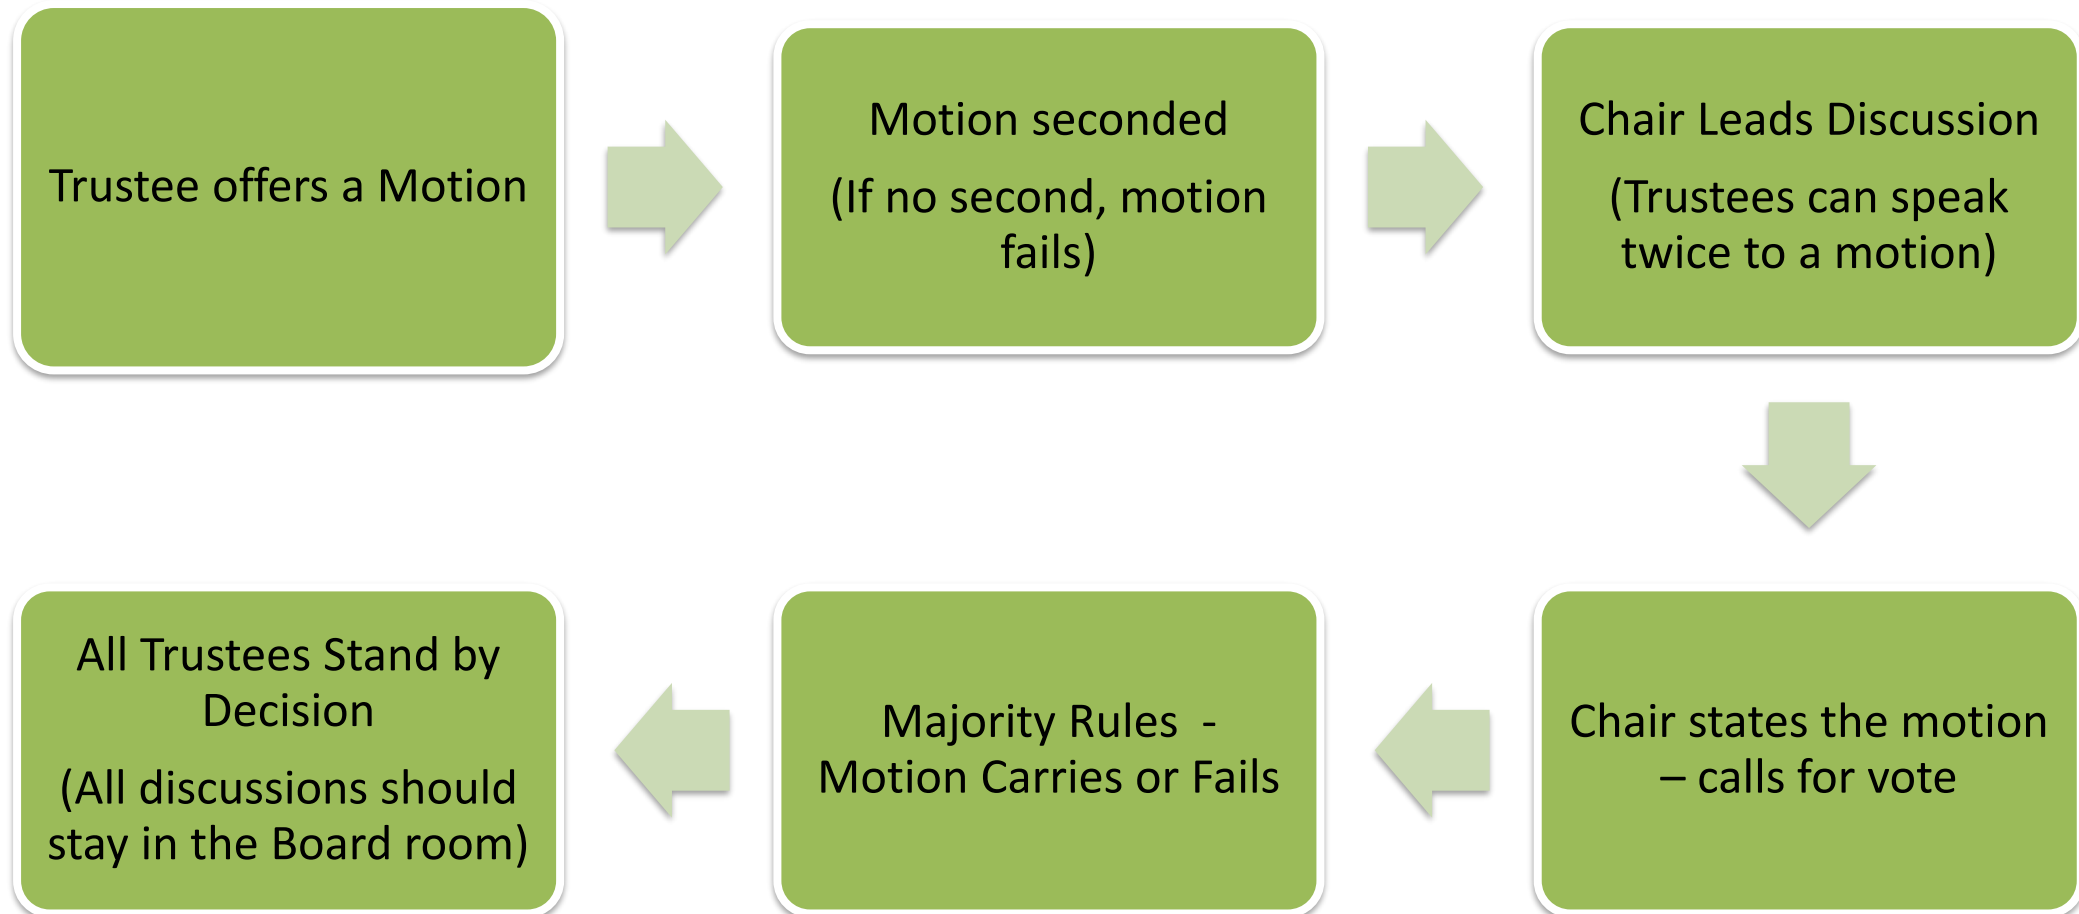 Trustee offers a Motion
Motion seconded
(If no second, motion
fails)
Chair Leads Discussion
(Trustees can speak
twice to a motion)
Chair states the motion
– calls for vote
Majority Rules  -
Motion Carries or Fails
All Trustees Stand by
Decision
(All discussions should
stay in the Board room)